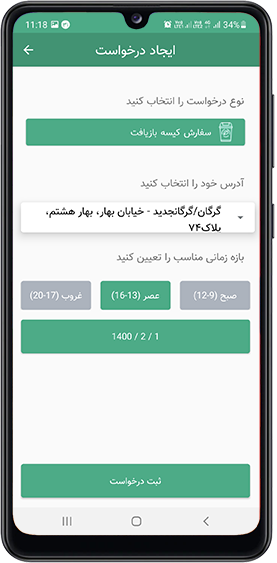 11:18 34%
ایجاد درخواست
نوع درخواست را انتخاب کنید
سفارش کیسه بازیافت
آدرس خود را انتخاب کنید
گرگان/گرگانجدید - خیابان بهار، بهار هشتم،
پلاک۷۴
بازه زمانی مناسب را تعیین کنید
صبح (9-12) عصر (13-16) غروب (17-20)
1400 / 2 / 1
ثبت درخواست